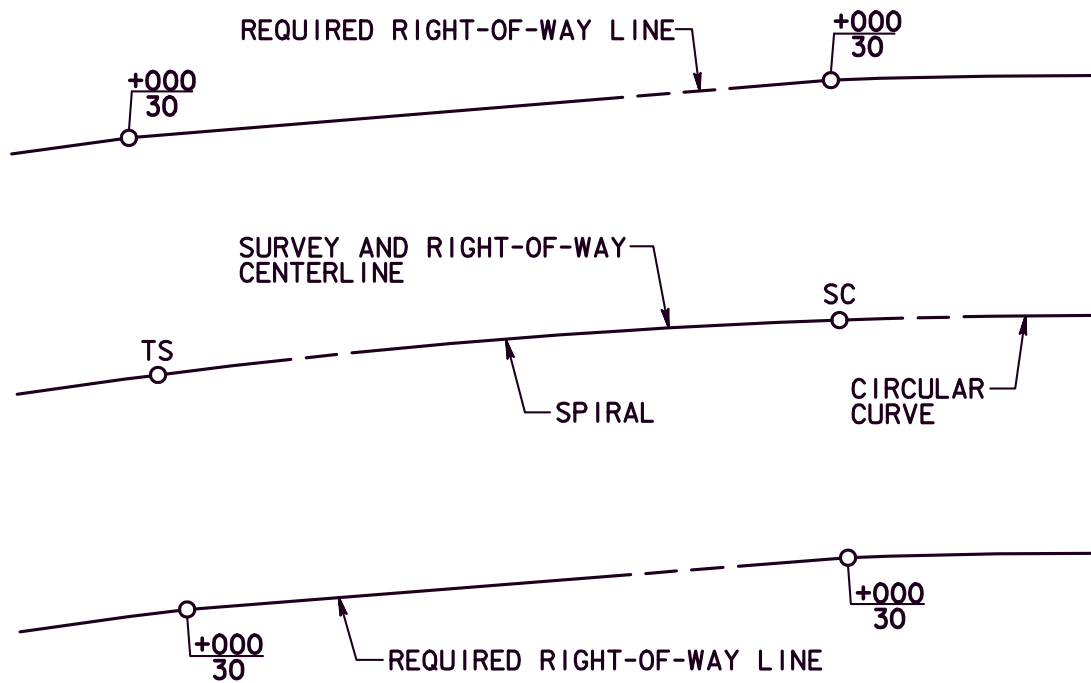 REQUIRED RIGHT-OF-WAY LINE
+000
30
+000
30
SURVEY AND RIGHT-OF-WAY
CENTERLINE
SC
TS
CIRCULAR
CURVE
SPIRAL
+000
30
+000
30
REQUIRED RIGHT-OF-WAY LINE